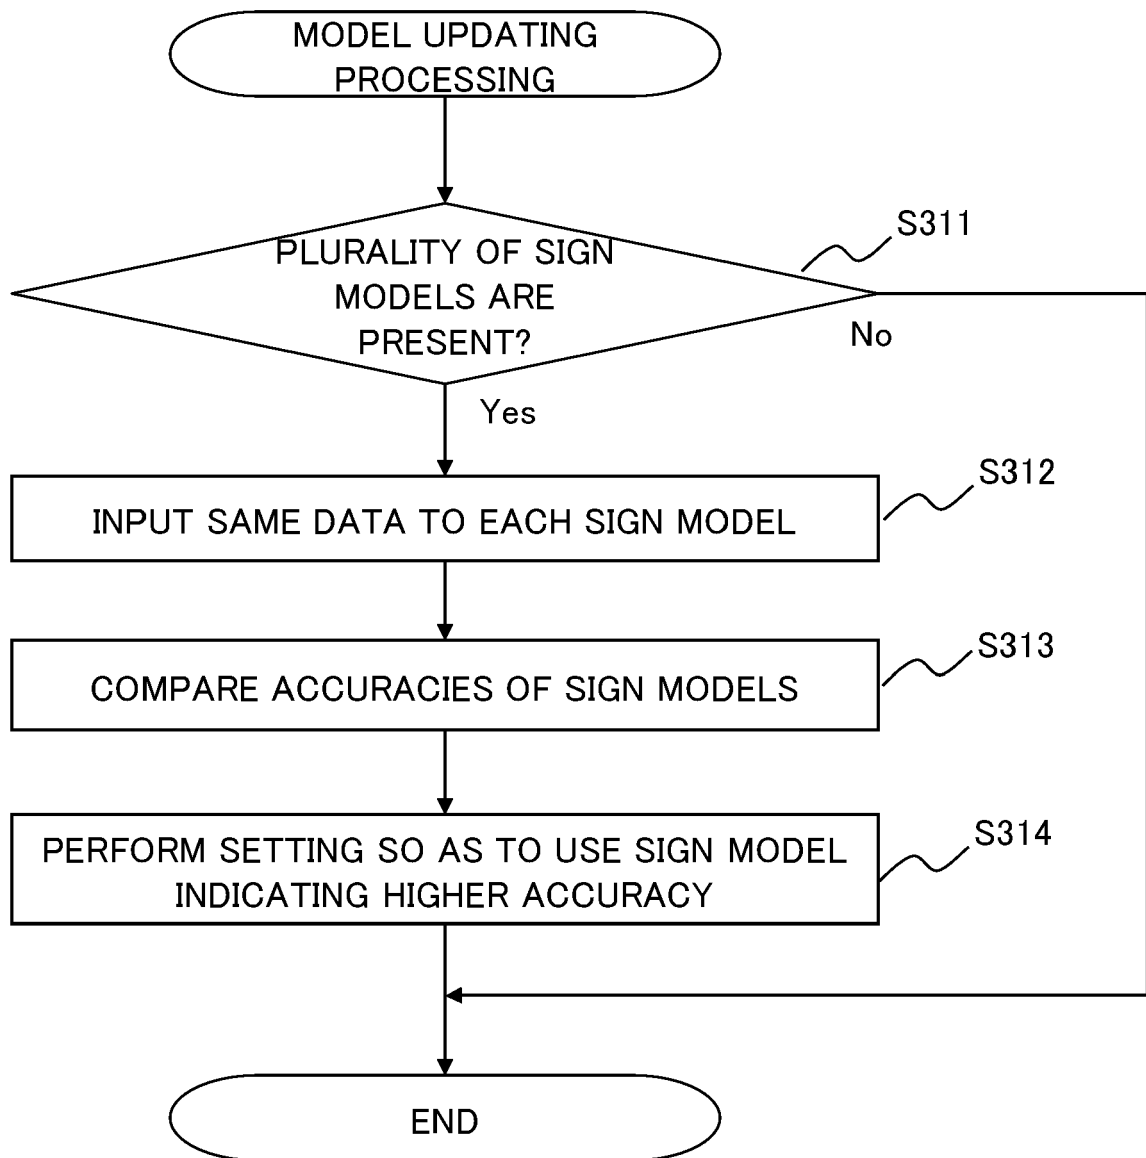 MODEL UPDATING
PROCESSING
S311
PLURALITY OF SIGN
MODELS ARE
PRESENT?
No
Yes
S312
INPUT SAME DATA TO EACH SIGN MODEL
S313
COMPARE ACCURACIES OF SIGN MODELS
S314
PERFORM SETTING SO AS TO USE SIGN MODEL
INDICATING HIGHER ACCURACY
END